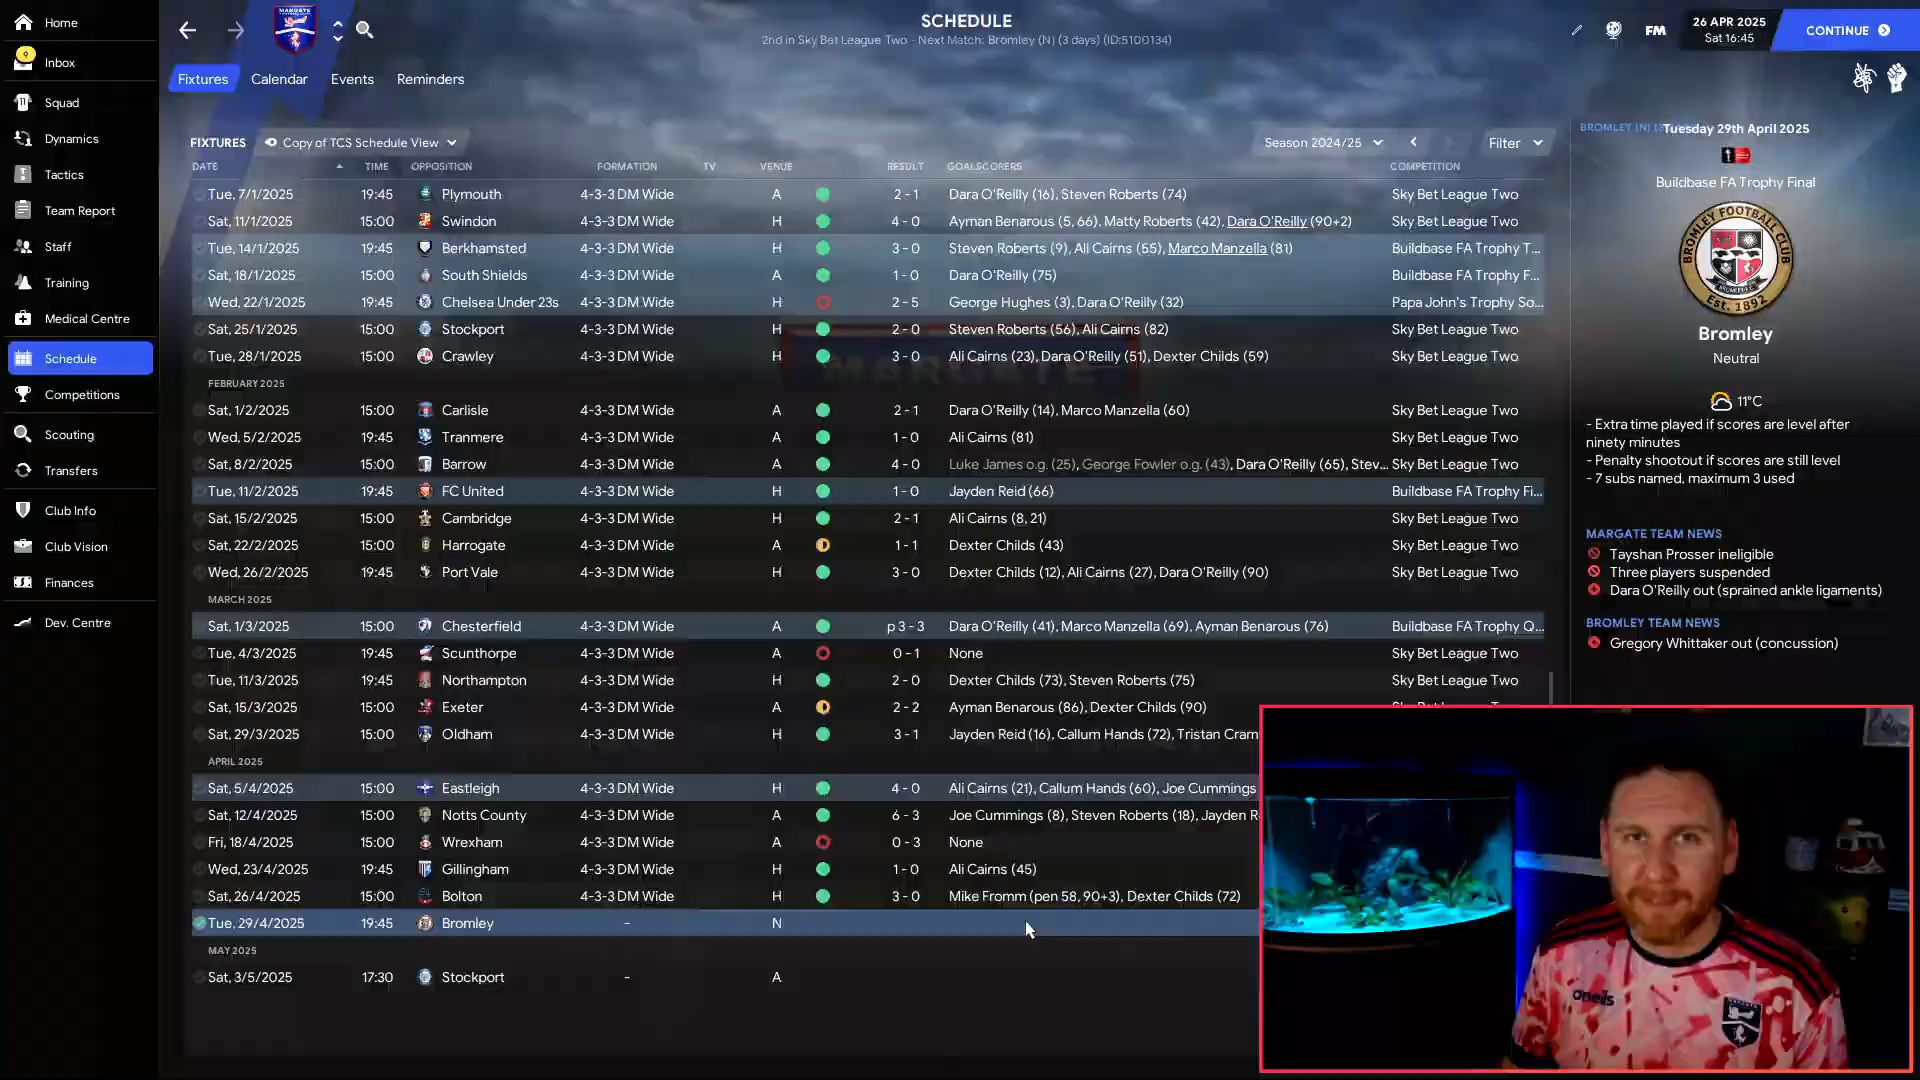 Home
9
Inbox
Squad
Dynamics
Tactics
Team Report
Staff
Training
Medical Centre
Schedule
Competitions
Scouting
Transfers
Club Info
Club Vision
Finances
Dev. Centre
SCHEDULE
2nd in Sky Bet League Two - Next Match: Bromley (N) (3 days) (ID:5100134)
FM
26 APR 2025
Sat 16:45
CONTINUE
Fixtures Calendar Events Reminders
FIXTURES Copy of TCS Schedule View Season 2024/25 Filter
DATE TIME OPPOSITION FORMATION TV VENUE RESULT GOALSCORERS COMPETITION
Tue, 7/1/2025 19:45 Plymouth 4-3-3 DM Wide A 2 - 1 Dara O'Reilly (16), Steven Roberts (74) Sky Bet League Two
Sat, 11/1/2025 15:00 Swindon 4-3-3 DM Wide H 4 - 0 Ayman Benarous (5, 66), Matty Roberts (42), Dara O'Reilly (90+2) Sky Bet League Two
Tue, 14/1/2025 19:45 Berkhamsted 4-3-3 DM Wide H 3 - 0 Steven Roberts (9), Ali Cairns (55), Marco Manzella (81) Buildbase FA Trophy T...
Sat, 18/1/2025 15:00 South Shields 4-3-3 DM Wide A 1 - 0 Dara O'Reilly (75) Buildbase FA Trophy F...
Wed, 22/1/2025 19:45 Chelsea Under 23s 4-3-3 DM Wide H 2 - 5 George Hughes (3), Dara O'Reilly (32) Papa John's Trophy So...
Sat, 25/1/2025 15:00 Stockport 4-3-3 DM Wide H 2 - 0 Steven Roberts (56), Ali Cairns (82) Sky Bet League Two
Tue, 28/1/2025 15:00 Crawley 4-3-3 DM Wide H 3 - 0 Ali Cairns (23), Dara O'Reilly (51), Dexter Childs (59) Sky Bet League Two
FEBRUARY 2025
Sat, 1/2/2025 15:00 Carlisle 4-3-3 DM Wide A 2 - 1 Dara O'Reilly (14), Marco Manzella (60) Sky Bet League Two
Wed, 5/2/2025 19:45 Tranmere 4-3-3 DM Wide A 1 - 0 Ali Cairns (81) Sky Bet League Two
Sat, 8/2/2025 15:00 Barrow 4-3-3 DM Wide A 4 - 0 Luke James o.g. (25), George Fowler o.g. (43), Dara O'Reilly (65), Stev... Sky Bet League Two
Tue, 11/2/2025 19:45 FC United 4-3-3 DM Wide H 1 - 0 Jayden Reid (66) Buildbase FA Trophy Fi...
Sat, 15/2/2025 15:00 Cambridge 4-3-3 DM Wide H 2 - 1 Ali Cairns (8, 21) Sky Bet League Two
Sat, 22/2/2025 15:00 Harrogate 4-3-3 DM Wide A 1 - 1 Dexter Childs (43) Sky Bet League Two
Wed, 26/2/2025 19:45 Port Vale 4-3-3 DM Wide H 3 - 0 Dexter Childs (12), Ali Cairns (27), Dara O'Reilly (90) Sky Bet League Two
MARCH 2025
Sat, 1/3/2025 15:00 Chesterfield 4-3-3 DM Wide A p 3 - 3 Dara O'Reilly (41), Marco Manzella (69), Ayman Benarous (76) Buildbase FA Trophy Q...
Tue, 4/3/2025 19:45 Scunthorpe 4-3-3 DM Wide A 0 - 1 None Sky Bet League Two
Tue, 11/3/2025 19:45 Northampton 4-3-3 DM Wide H 2 - 0 Dexter Childs (73), Steven Roberts (75) Sky Bet League Two
Sat, 15/3/2025 15:00 Exeter 4-3-3 DM Wide A 2 - 2 Ayman Benarous (86), Dexter Childs (90)
Sat, 29/3/2025 15:00 Oldham 4-3-3 DM Wide H 3 - 1 Jayden Reid (16), Callum Hands (72), Tristan Cram
APRIL 2025
Sat, 5/4/2025 15:00 Eastleigh 4-3-3 DM Wide H 4 - 0 Ali Cairns (21), Callum Hands (60), Joe Cummings
Sat, 12/4/2025 15:00 Notts County 4-3-3 DM Wide A 6 - 3 Joe Cummings (8), Steven Roberts (18), Jayden R
Fri, 18/4/2025 15:00 Wrexham 4-3-3 DM Wide A 0 - 3 None
Wed, 23/4/2025 19:45 Gillingham 4-3-3 DM Wide H 1 - 0 Ali Cairns (45)
Sat, 26/4/2025 15:00 Bolton 4-3-3 DM Wide H 3 - 0 Mike Fromm (pen 58, 90+3), Dexter Childs (72)
Tue, 29/4/2025 19:45 Bromley - N
MAY 2025
Sat, 3/5/2025 17:30 Stockport - A
BROMLEY (N)
Tuesday 29th April 2025
Buildbase FA Trophy Final
BROMLEY FOOTBALL CLUB
Est. 1892
Bromley
Neutral
11°C
- Extra time played if scores are level after
ninety minutes
- Penalty shootout if scores are still level
- 7 subs named, maximum 3 used
MARGATE TEAM NEWS
Tayshan Prosser ineligible
Three players suspended
Dara O'Reilly out (sprained ankle ligaments)
BROMLEY TEAM NEWS
Gregory Whittaker out (concussion)
MARGATE
oneills